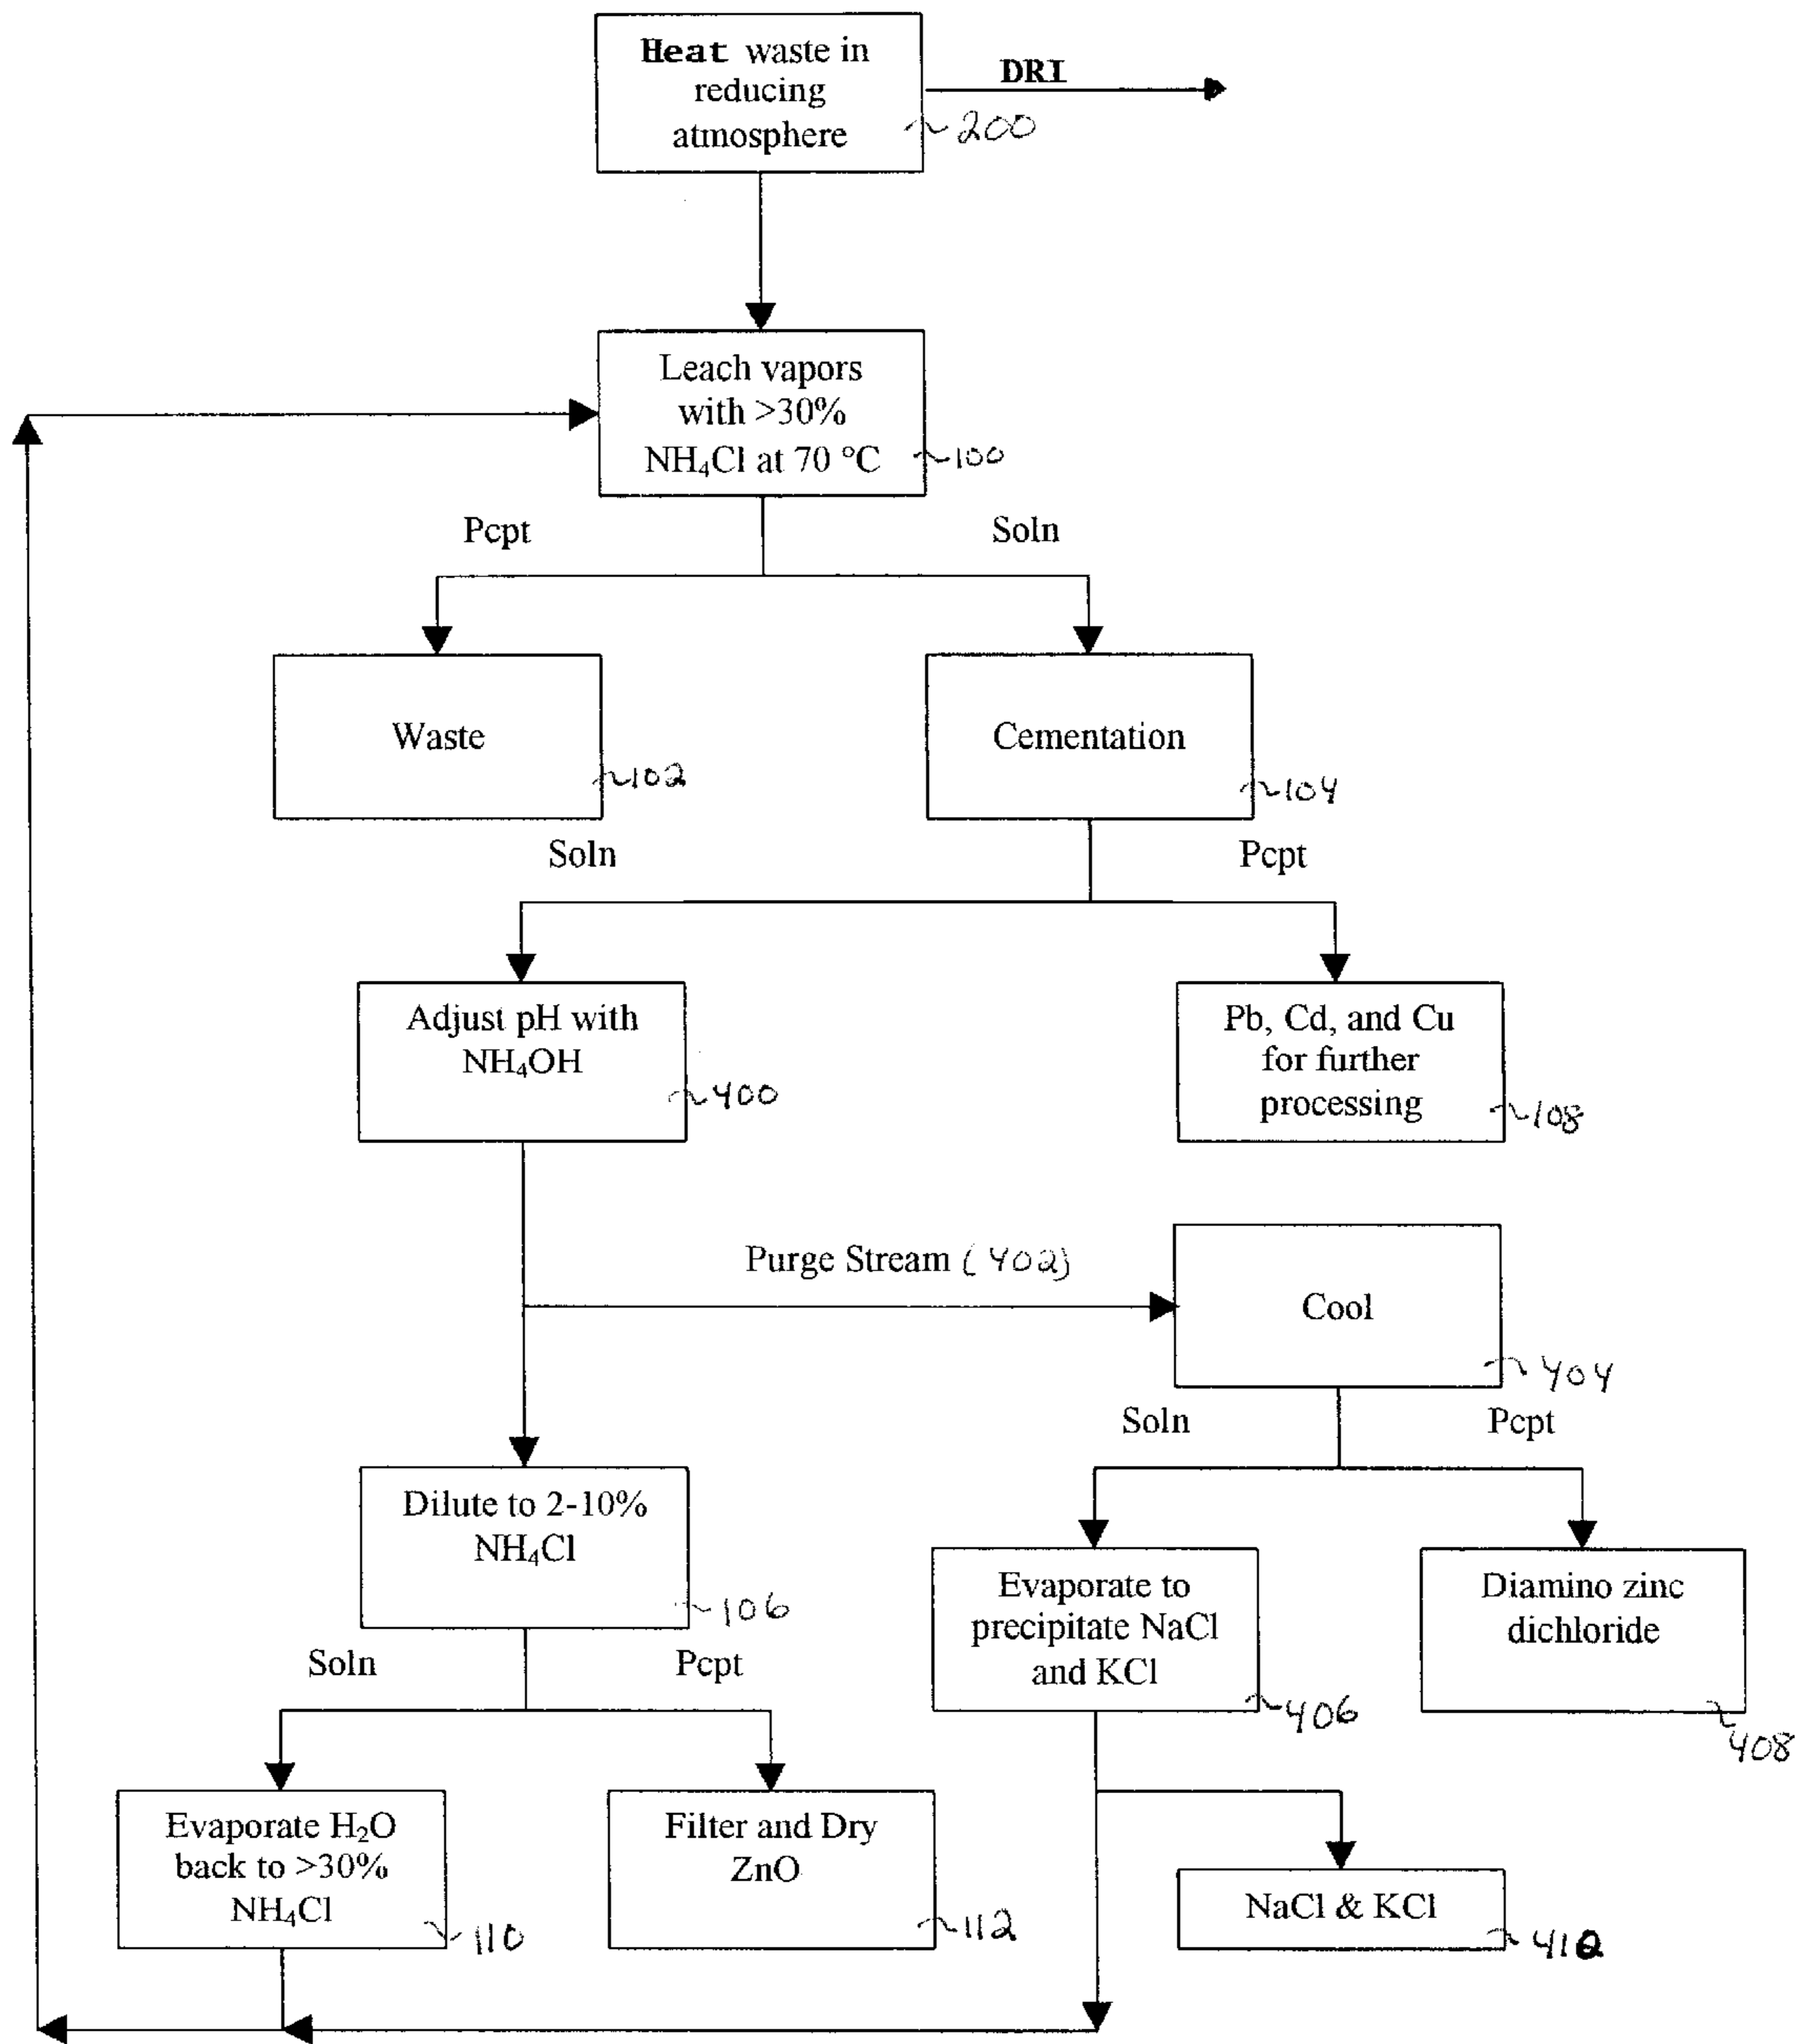 Heat waste in
reducing
atmosphere
200
DRI
Leach vapors
with >30%
NH₄Cl at 70 °C
100
Pcpt
Soln
Waste
102
Cementation
104
Soln
Pcpt
Adjust pH with
NH₄OH
400
Pb, Cd, and Cu
for further
processing
108
Purge Stream (402)
Cool
404
Soln
Pcpt
Dilute to 2-10%
NH₄Cl
106
Evaporate to
precipitate NaCl
and KCl
406
Diamino zinc
dichloride
408
Soln
Pcpt
Evaporate H₂O
back to >30%
NH₄Cl
110
Filter and Dry
ZnO
112
NaCl & KCl